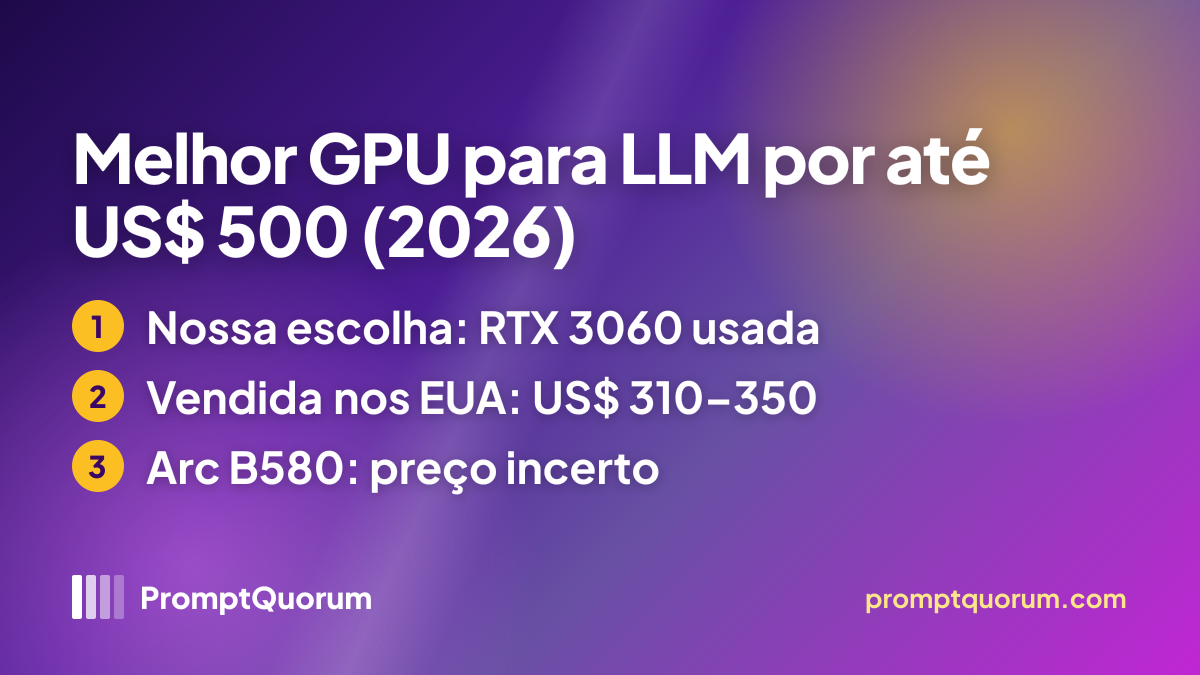 Melhor GPU para LLM por até
US$ 500 (2026)
1 Nossa escolha: RTX 3060 usada
2 Vendida nos EUA: US$ 310–350
3 Arc B580: preço incerto
PromptQuorum
promptquorum.com